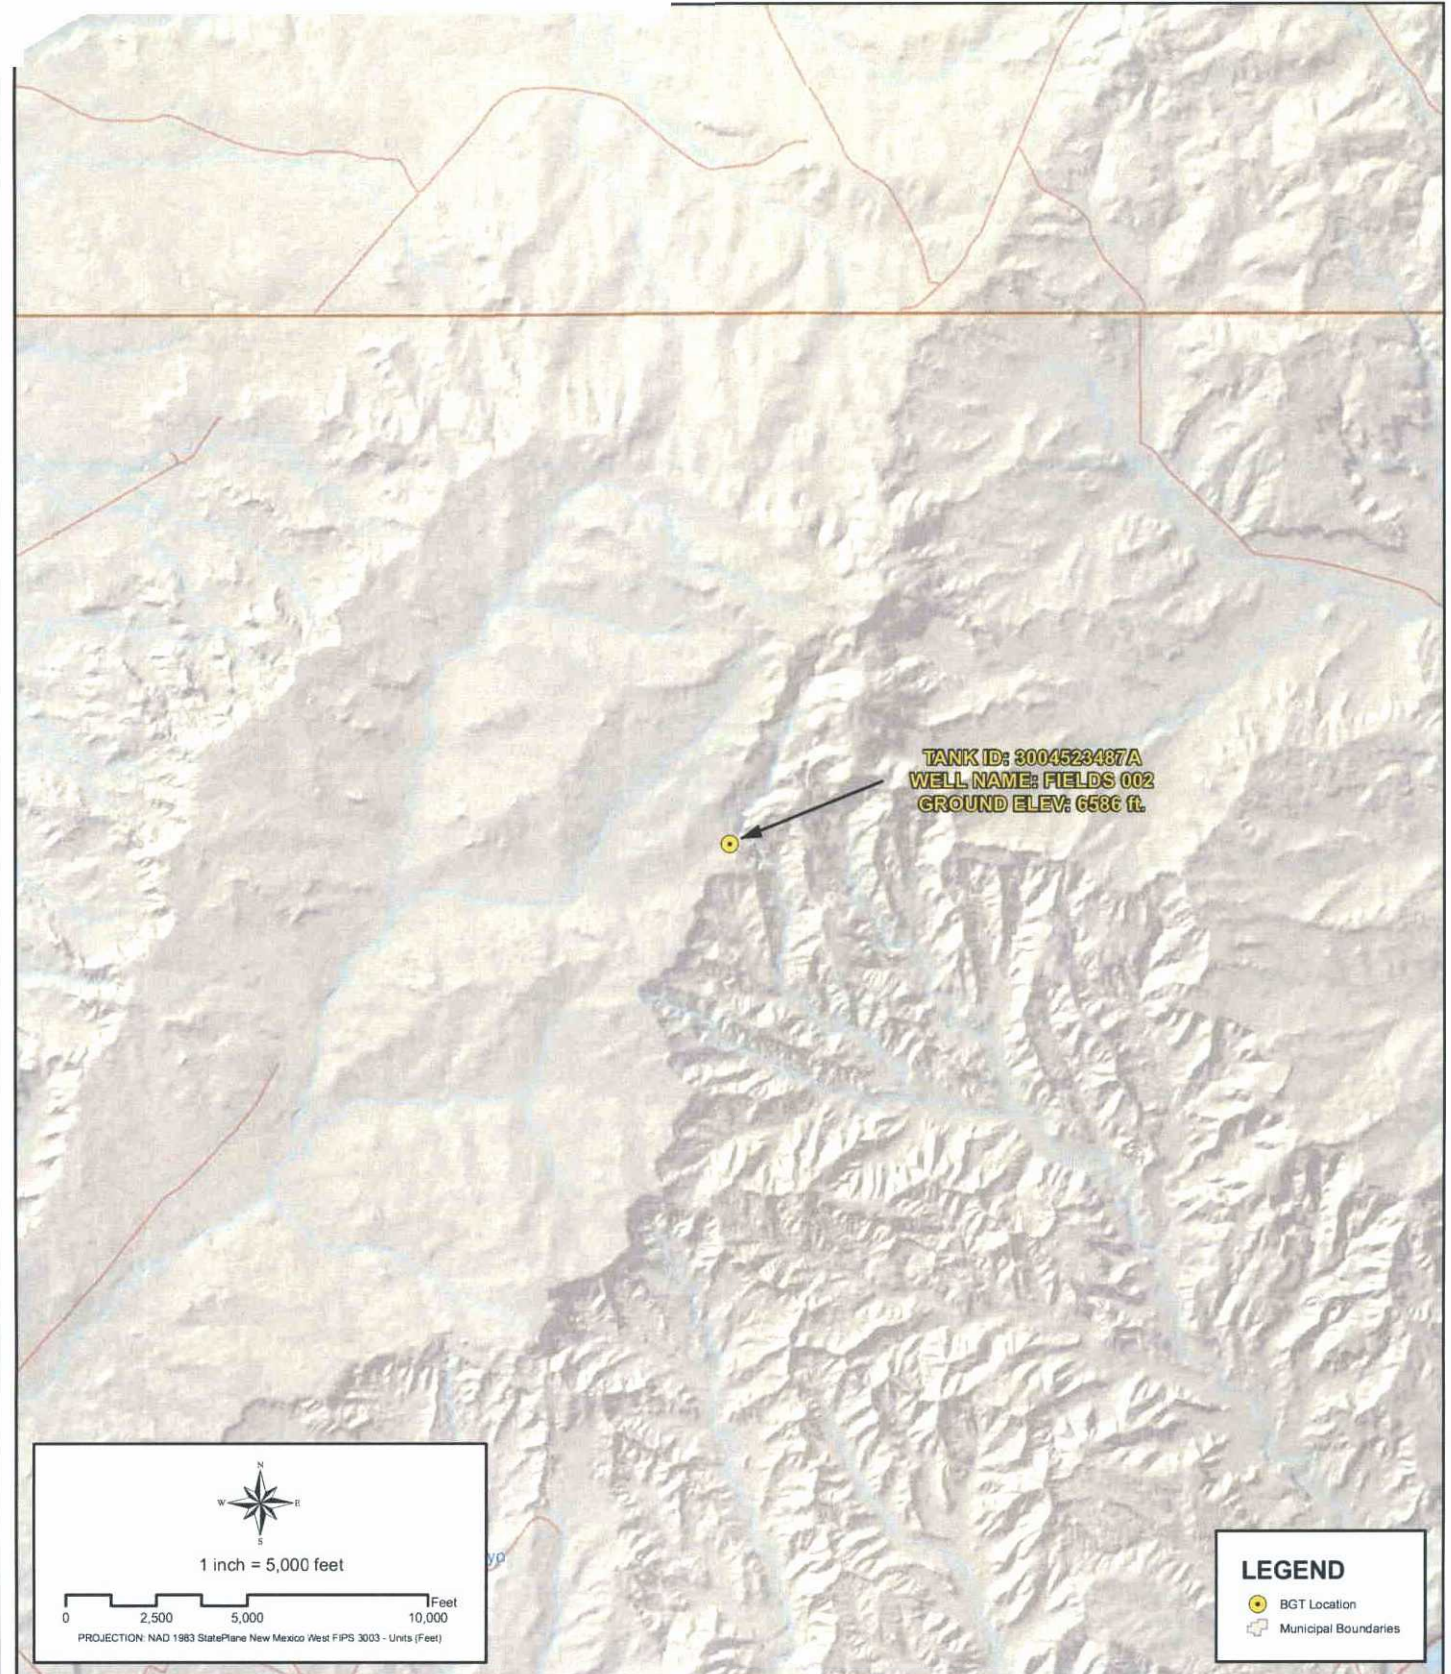 TANK ID: 3004523487A
WELL NAME: FIELDS 002
GROUND ELEV: 6586 ft.
yo
N
W E
S
1 inch = 5,000 feet
Feet
0 2,500 5,000 10,000
PROJECTION: NAD 1983 StatePlane New Mexico West FIPS 3003 - Units (Feet)
LEGEND
BGT Location
Municipal Boundaries